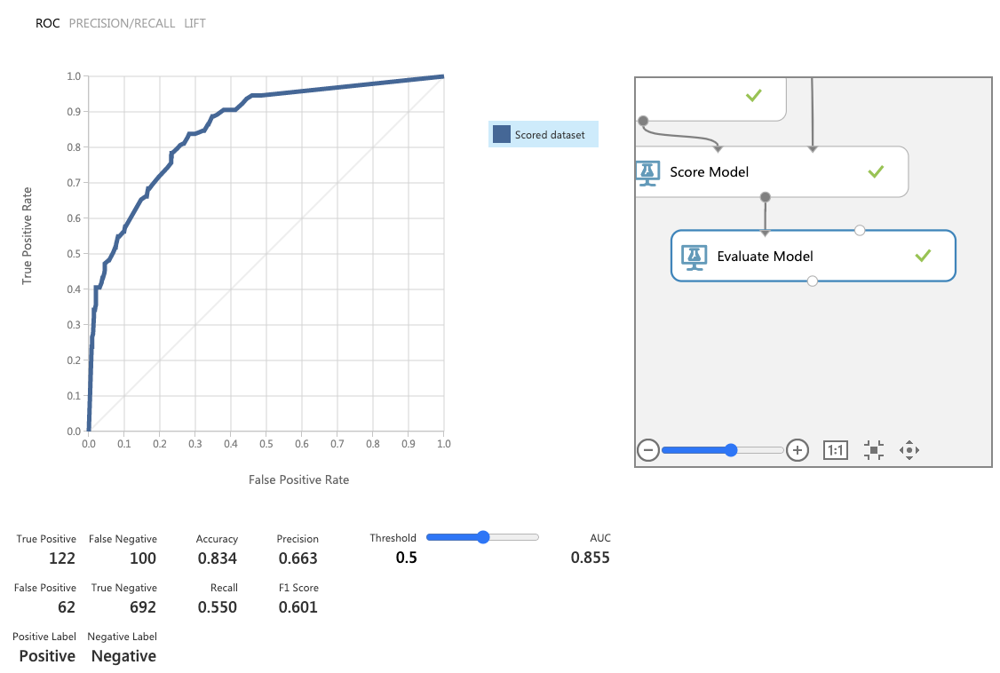 ROC PRECISION/RECALL LIFT
1.0
0.9
0.8
0.7
0.6
0.5
0.4
0.3
0.2
0.1
0.0
True Positive Rate
0.0 0.1 0.2 0.3 0.4 0.5 0.6 0.7 0.8 0.9 1.0
False Positive Rate
Scored dataset
Score Model
Evaluate Model
1:1
True Positive False Negative Accuracy Precision Threshold AUC
122 100 0.834 0.663 0.5 0.855
False Positive True Negative Recall F1 Score
62 692 0.550 0.601
Positive Label Negative Label
Positive Negative